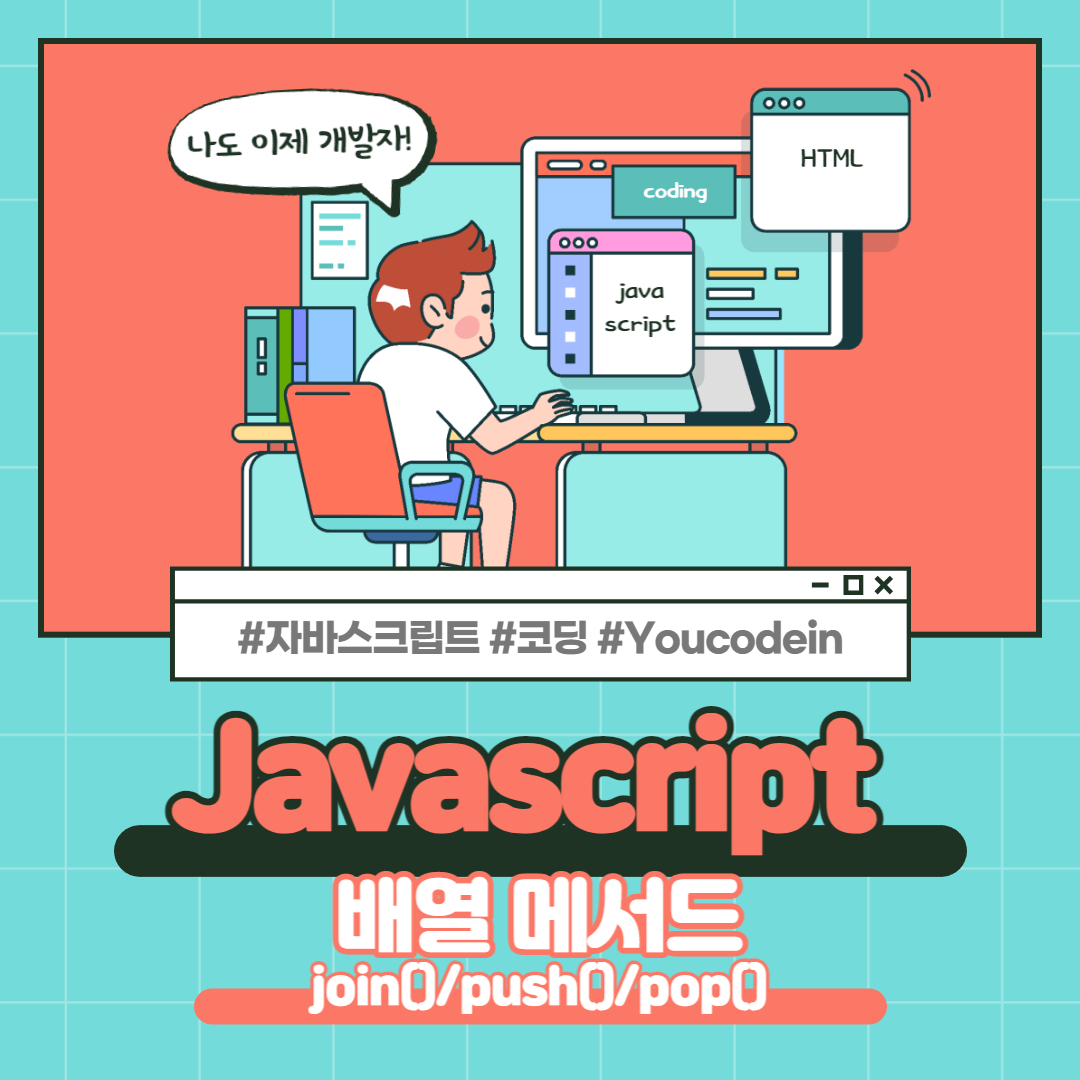 나도 이제 개발자!
HTML
coding
java
script
#자바스크립트 #코딩 #Youcodein
Javascript
배열 메서드
join()/push()/pop()